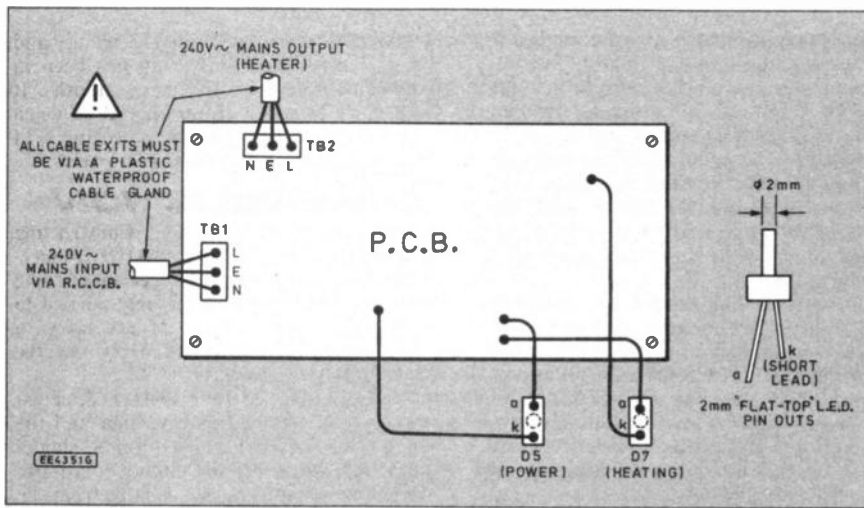 240V~ MAINS OUTPUT
(HEATER)
ALL CABLE EXITS MUST
BE VIA A PLASTIC
WATERPROOF
CABLE GLAND
N E L
TB2
TB1
L
E
N
240V~
MAINS INPUT
VIA R.C.C.B.
P.C.B.
ø 2mm
a
k
(SHORT
LEAD)
2mm "FLAT-TOP" L.E.D.
PIN OUTS
a
k
D5
(POWER)
a
k
D7
(HEATING)
EE4351G